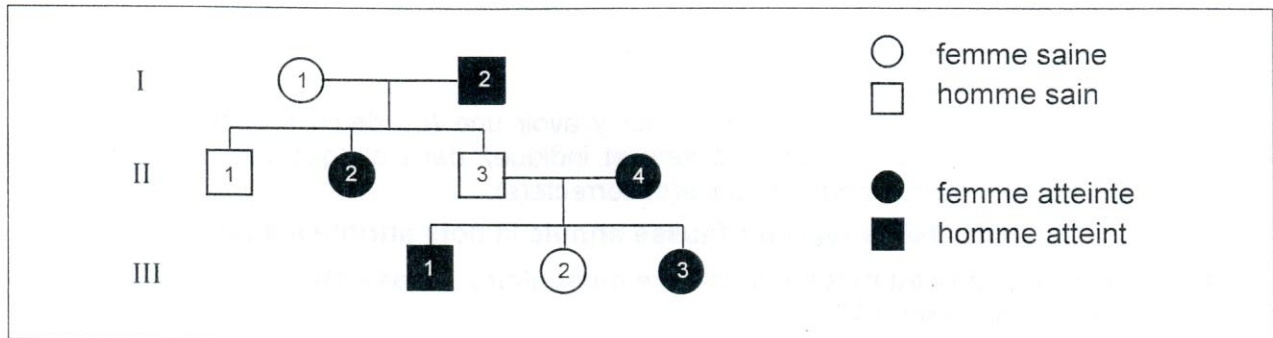 I 1 2 femme saine
homme sain
II 1 2 3 4 femme atteinte
homme atteint
III 1 2 3